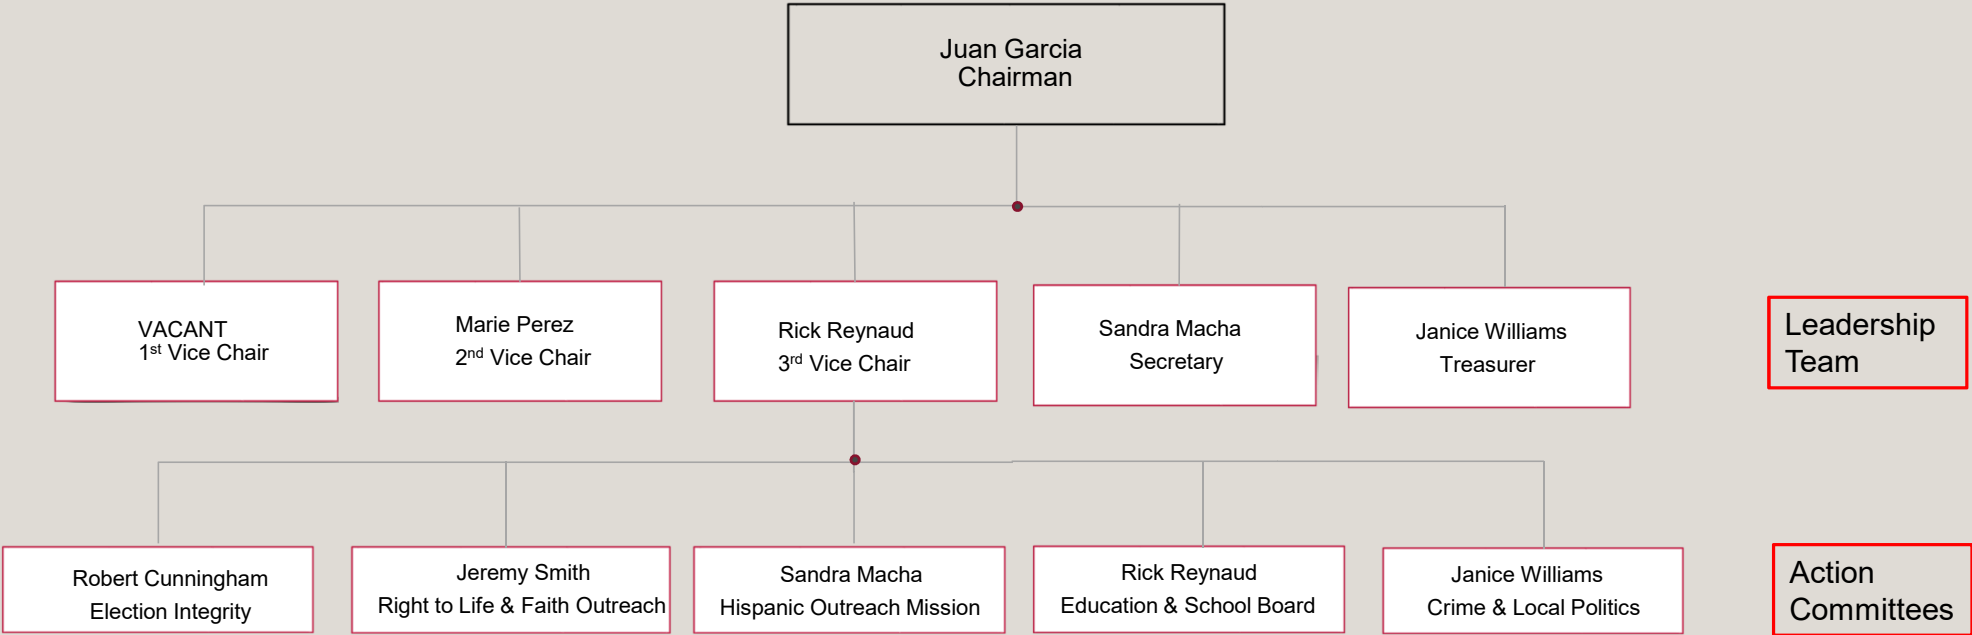 Juan Garcia
Chairman
VACANT
1st Vice Chair
Marie Perez
2nd Vice Chair
Rick Reynaud
3rd Vice Chair
Sandra Macha
Secretary
Janice Williams
Treasurer
Leadership
Team
Robert Cunningham
Election Integrity
Jeremy Smith
Right to Life & Faith Outreach
Sandra Macha
Hispanic Outreach Mission
Rick Reynaud
Education & School Board
Janice Williams
Crime & Local Politics
Action
Committees